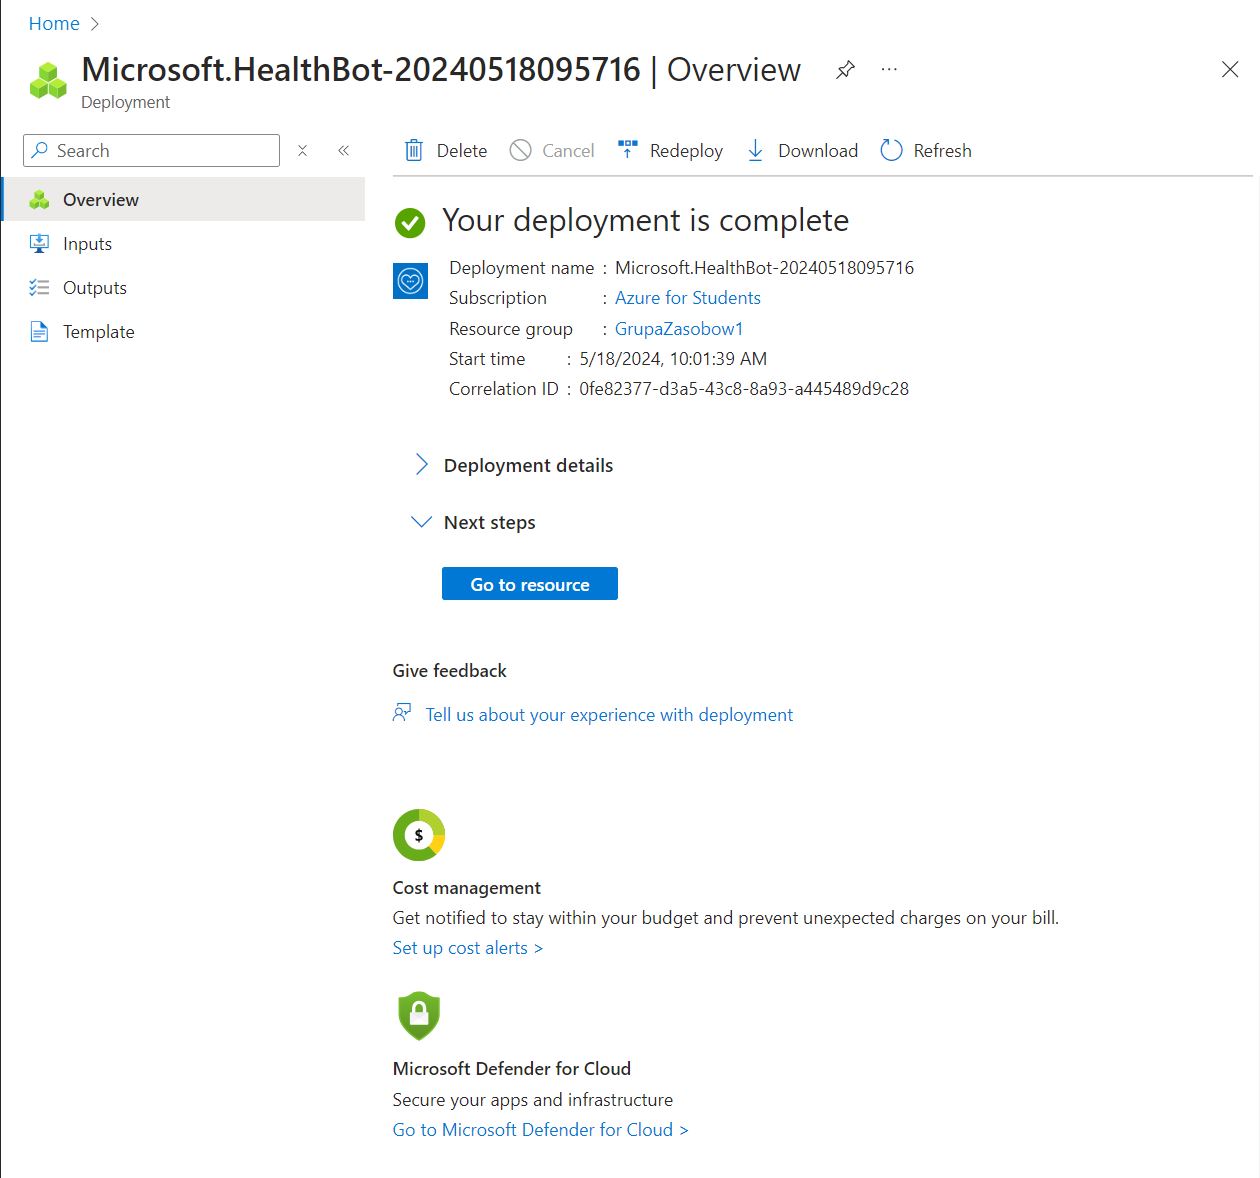 Home
Microsoft.HealthBot-20240518095716 | Overview
Deployment
Search
Delete Cancel Redeploy Download Refresh
Overview
Inputs
Outputs
Template
Your deployment is complete
Deployment name : Microsoft.HealthBot-20240518095716
Subscription : Azure for Students
Resource group : GrupaZasobow1
Start time : 5/18/2024, 10:01:39 AM
Correlation ID : 0fe82377-d3a5-43c8-8a93-a445489d9c28
Deployment details
Next steps
Go to resource
Give feedback
Tell us about your experience with deployment
$
Cost management
Get notified to stay within your budget and prevent unexpected charges on your bill.
Set up cost alerts >
Microsoft Defender for Cloud
Secure your apps and infrastructure
Go to Microsoft Defender for Cloud >